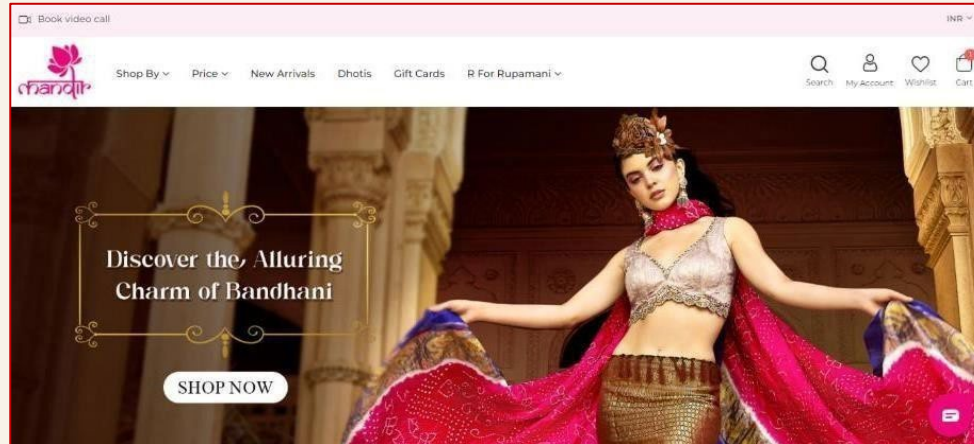 Book video call
INR
mandir
Shop By
Price
New Arrivals
Dhotis
Gift Cards
R For Rupamani
Search
My Account
Wishlist
Cart
Discover the Alluring
Charm of Bandhani
SHOP NOW